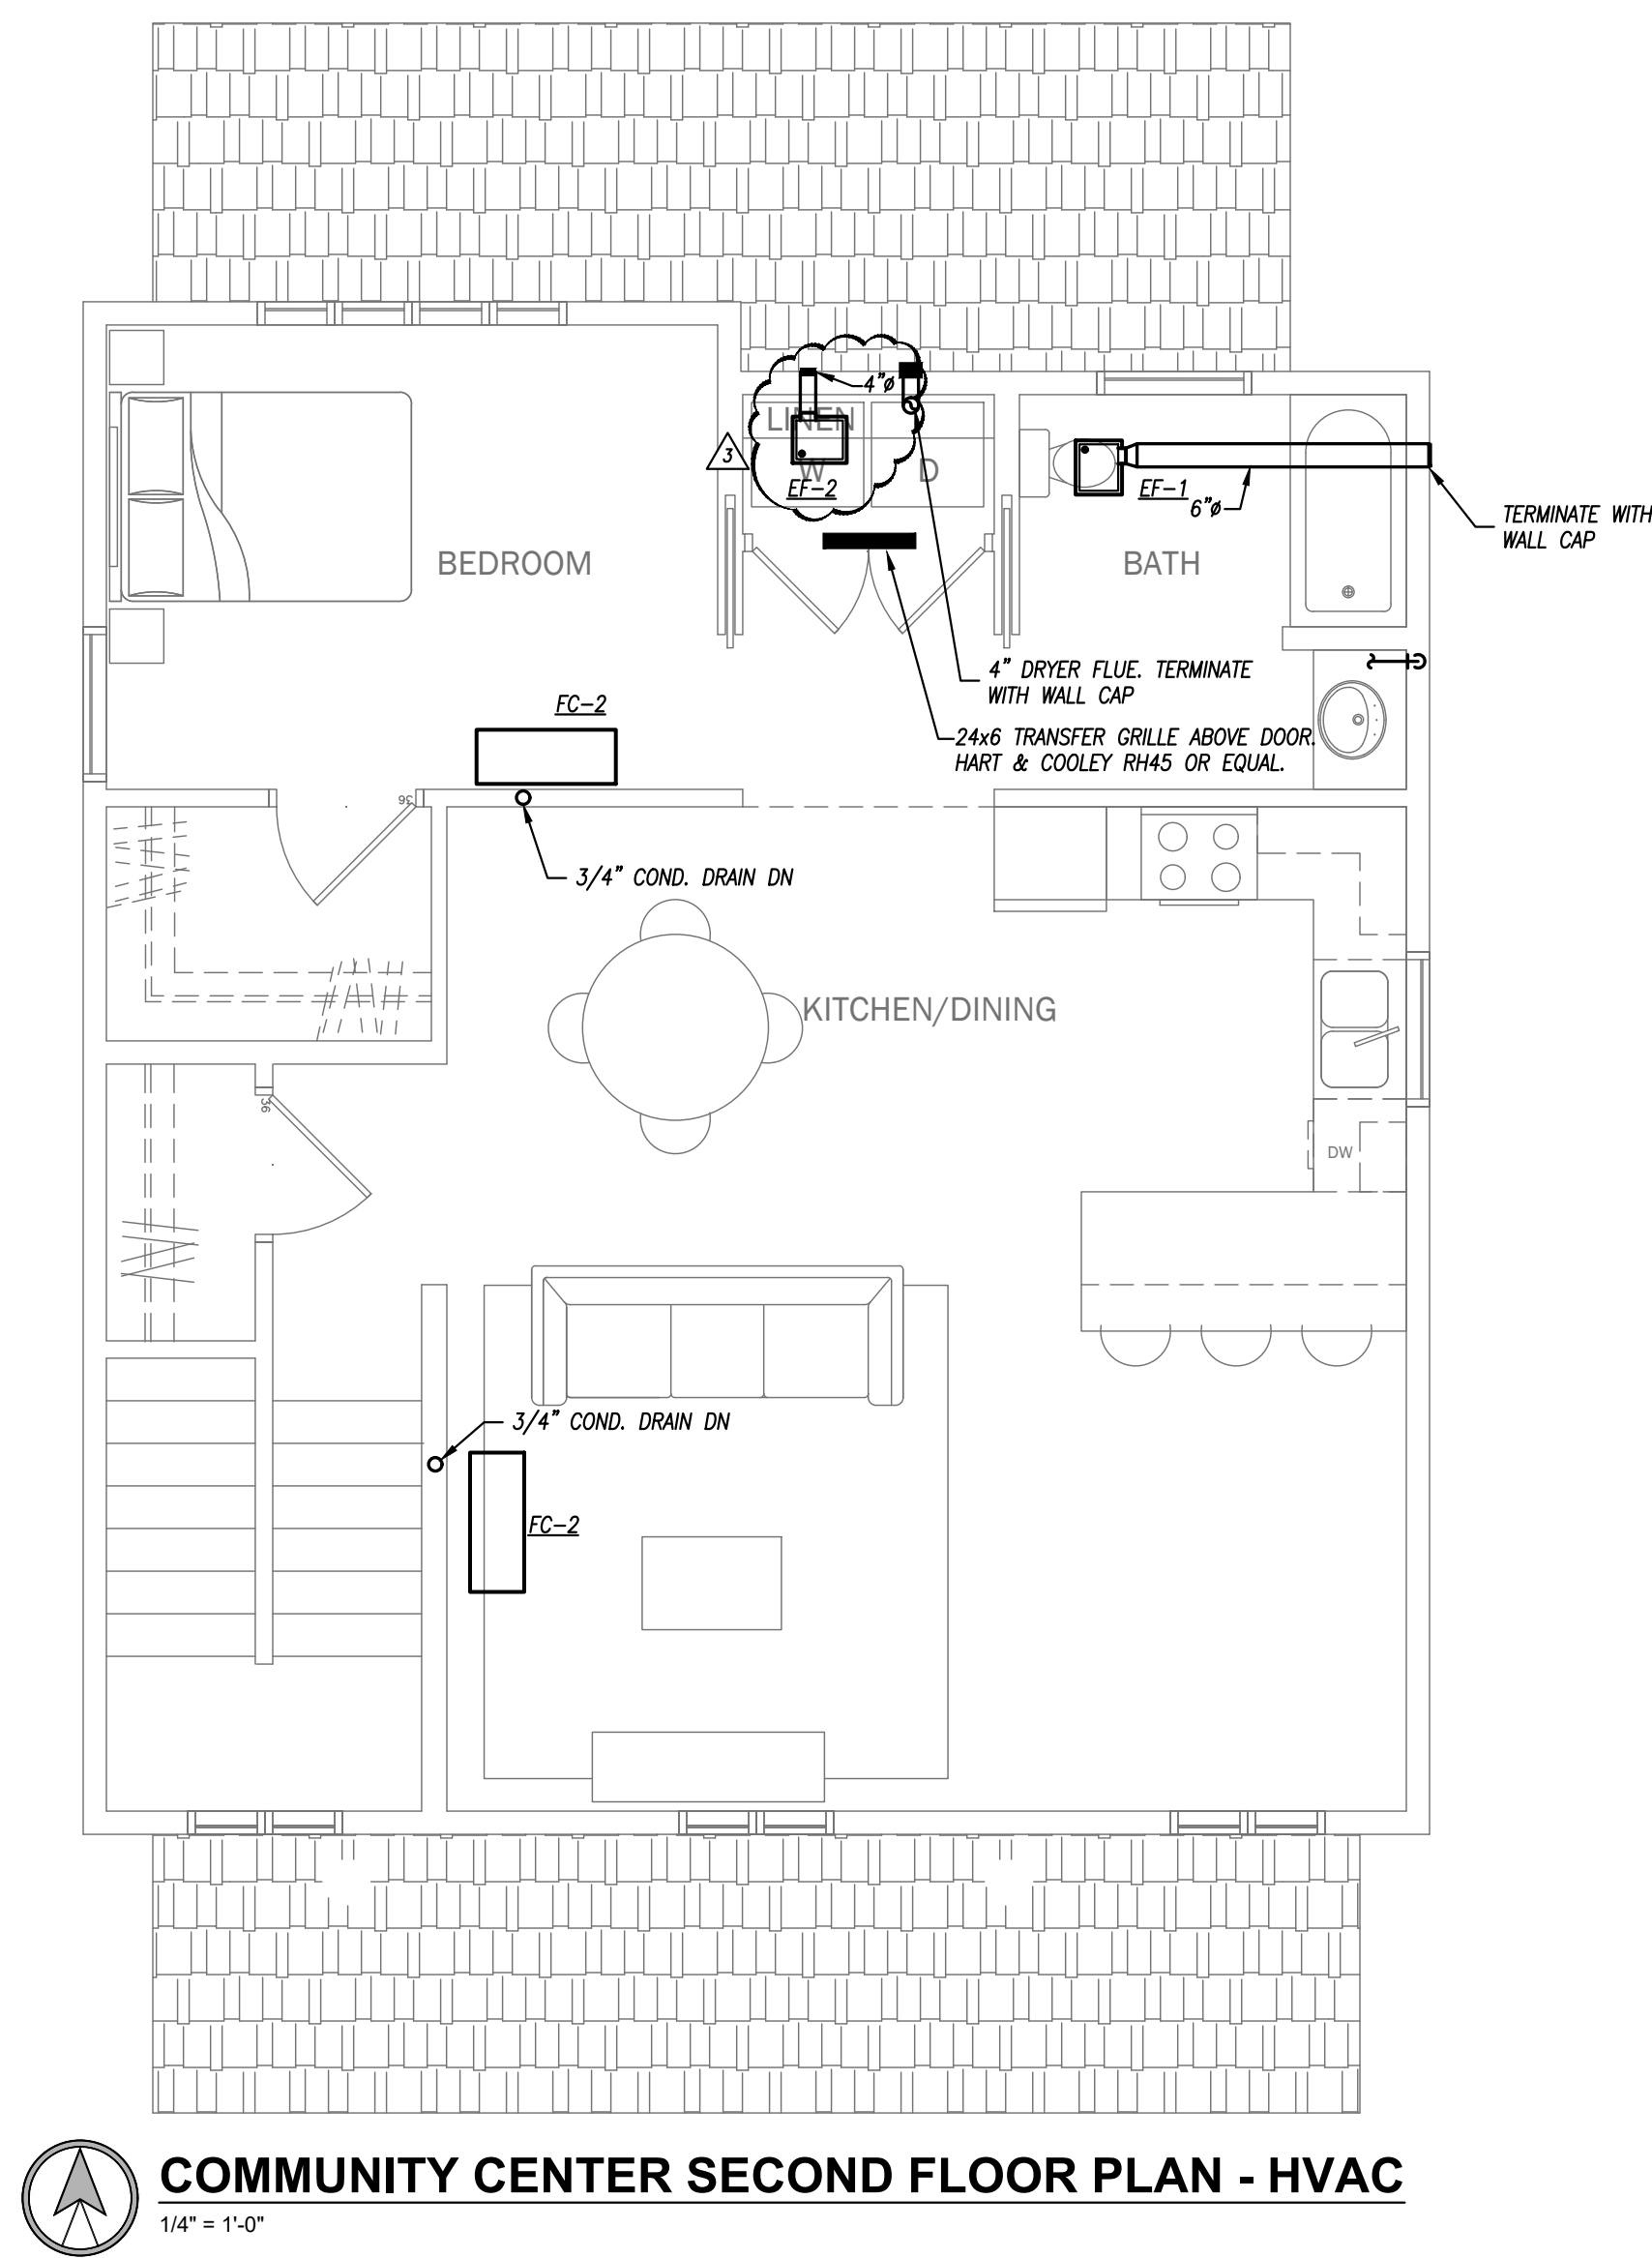 4"ø
LINEN
3
W
D
EF-2
EF-1
6"ø
TERMINATE WITH
WALL CAP
BEDROOM
BATH
4" DRYER FLUE. TERMINATE
WITH WALL CAP
FC-2
24x6 TRANSFER GRILLE ABOVE DOOR.
HART & COOLEY RH45 OR EQUAL.
36
3/4" COND. DRAIN DN
KITCHEN/DINING
36
DW
3/4" COND. DRAIN DN
FC-2
COMMUNITY CENTER SECOND FLOOR PLAN - HVAC
1/4" = 1'-0"